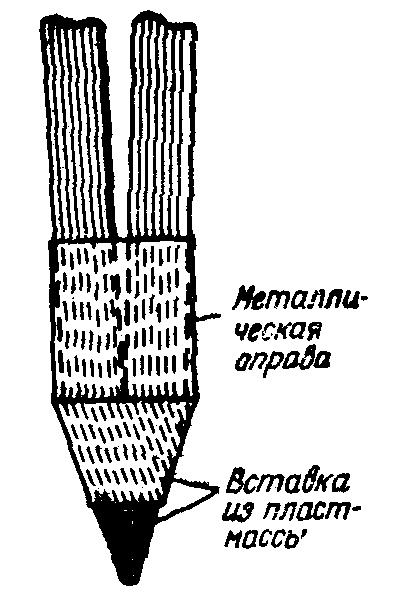 Металли-
ческая
оправа
Вставка
из пласт-
массы